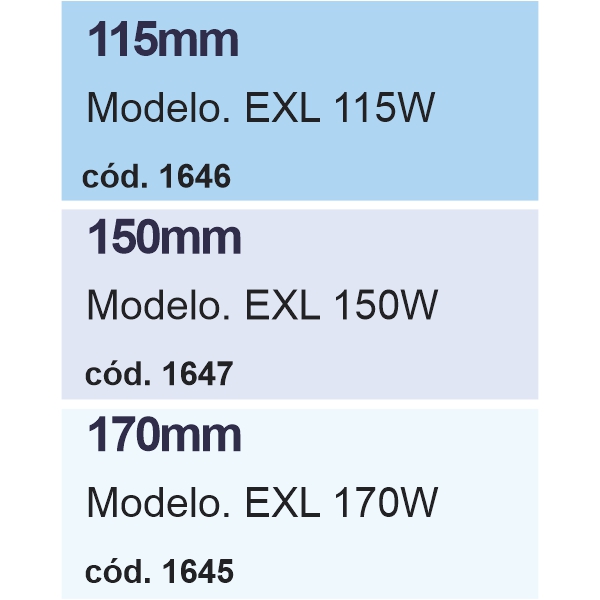 115mm
Modelo. EXL 115W
cód. 1646
150mm
Modelo. EXL 150W
cód. 1647
170mm
Modelo. EXL 170W
cód. 1645